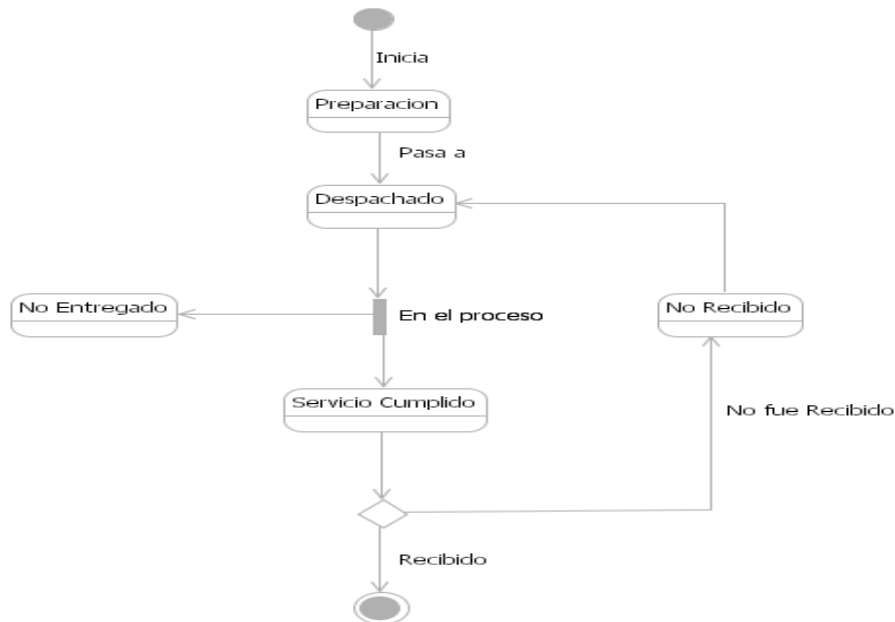 Inicia
Preparacion
Pasa a
Despachado
No Entregado
En el proceso
No Recibido
Servicio Cumplido
No fue Recibido
Recibido